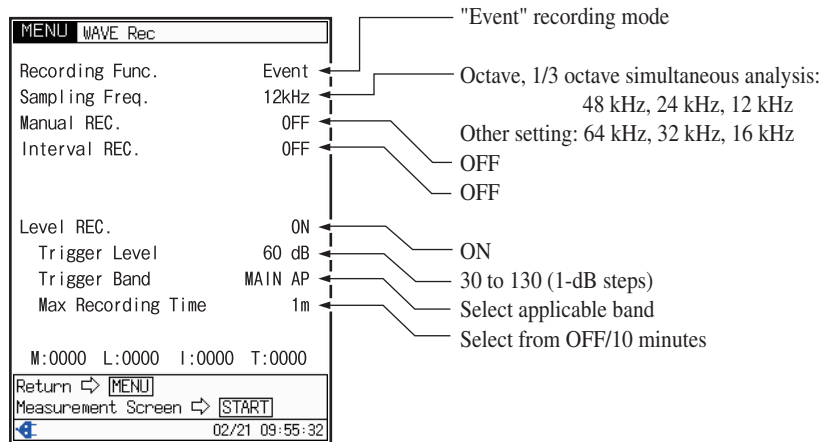 MENU WAVE Rec
Recording Func. Event
Sampling Freq. 12kHz
Manual REC. OFF
Interval REC. OFF
Level REC. ON
Trigger Level 60 dB
Trigger Band MAIN AP
Max Recording Time 1m
M:0000 L:0000 I:0000 T:0000
Return ⇨ MENU
Measurement Screen ⇨ START
02/21 09:55:32
"Event" recording mode
Octave, 1/3 octave simultaneous analysis:
48 kHz, 24 kHz, 12 kHz
Other setting: 64 kHz, 32 kHz, 16 kHz
OFF
OFF
ON
30 to 130 (1-dB steps)
Select applicable band
Select from OFF/10 minutes